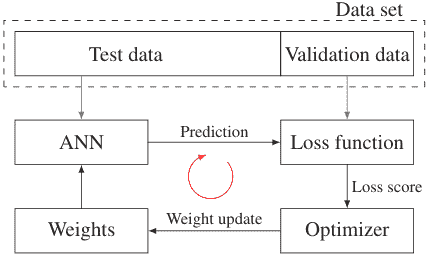 Data set
Test data
Validation data
ANN
Prediction
Loss function
Loss score
Weights
Weight update
Optimizer